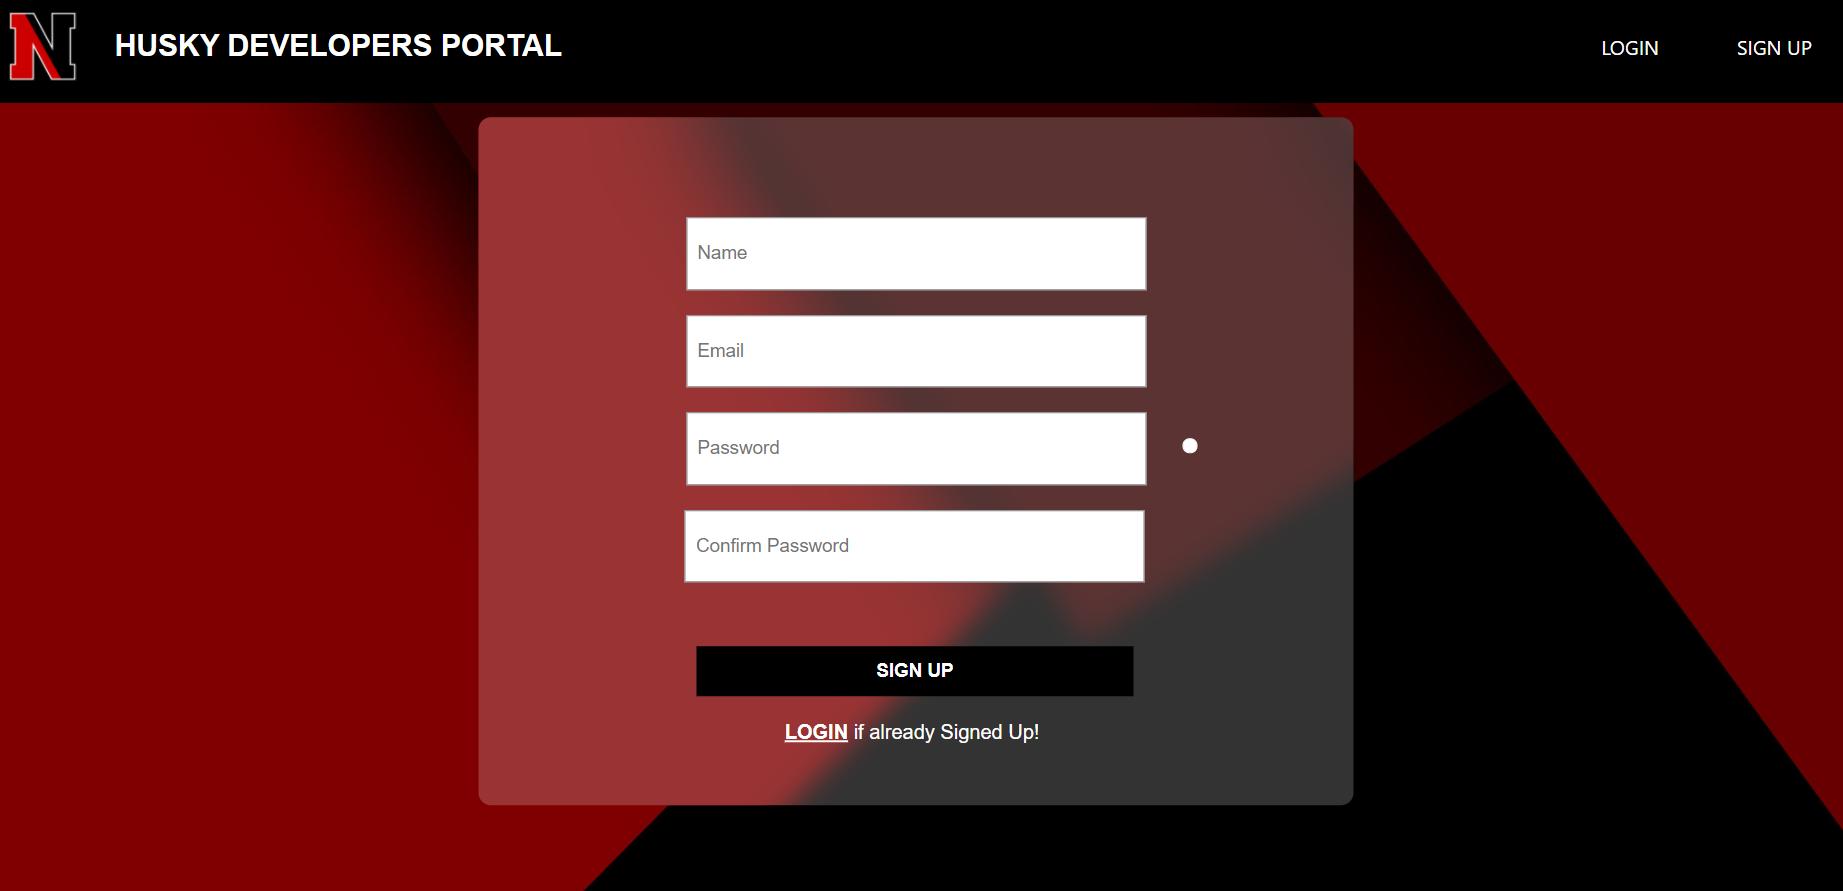 N
HUSKY DEVELOPERS PORTAL
LOGIN
SIGN UP
Name
Email
Password
Confirm Password
SIGN UP
LOGIN if already Signed Up!